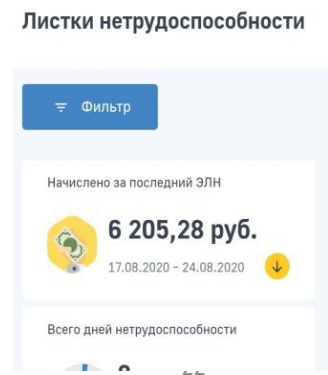 Листки нетрудоспособности
Фильтр
Начислено за последний ЭЛН
6 205,28 руб.
17.08.2020 – 24.08.2020
Всего дней нетрудоспособности